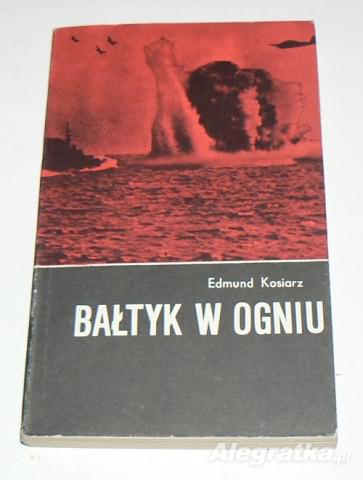 Edmund Kosiarz
BAŁTYK W OGNIU
Alegratka.pl